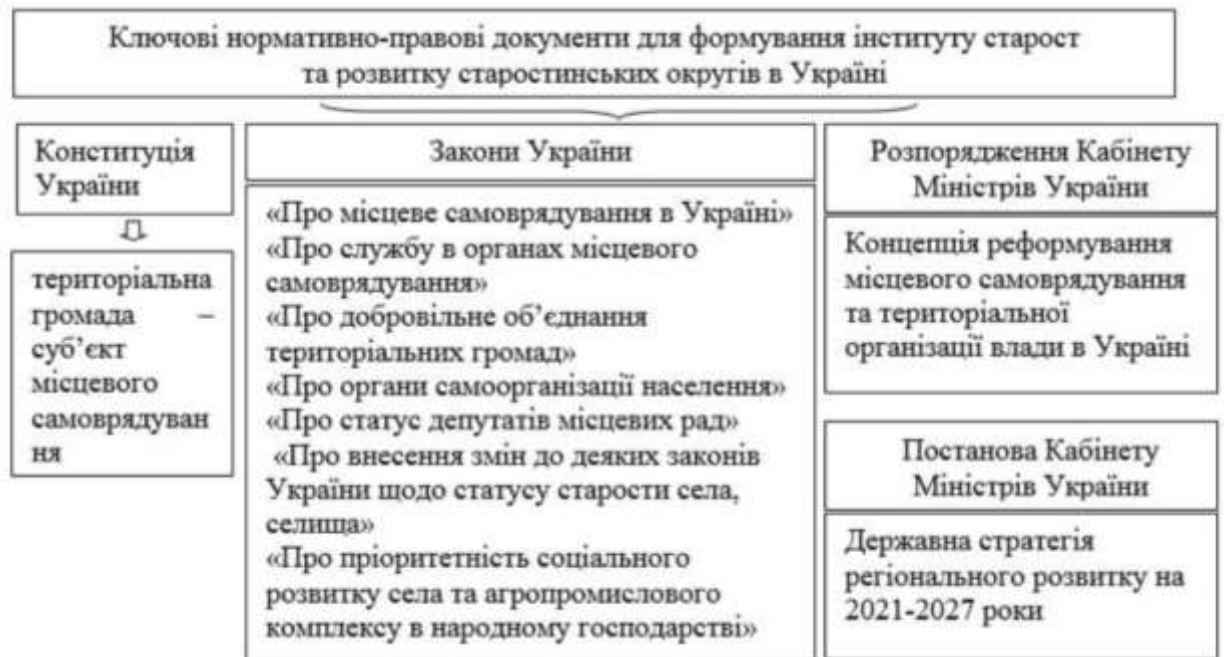 Ключові нормативно-правові документи для формування інституту старост
та розвитку старостинських округів в Україні
Конституція
України
територіальна
громада –
суб’єкт
місцевого
самоврядуван
ня
Закони України
«Про місцеве самоврядування в Україні»
«Про службу в органах місцевого
самоврядування»
«Про добровільне об’єднання
територіальних громад»
«Про органи самоорганізації населення»
«Про статус депутатів місцевих рад»
«Про внесення змін до деяких законів
України щодо статусу старости села,
селища»
«Про пріоритетність соціального
розвитку села та агропромислового
комплексу в народному господарстві»
Розпорядження Кабінету
Міністрів України
Концепція реформування
місцевого самоврядування
та територіальної
організації влади в Україні
Постанова Кабінету
Міністрів України
Державна стратегія
регіонального розвитку на
2021-2027 роки